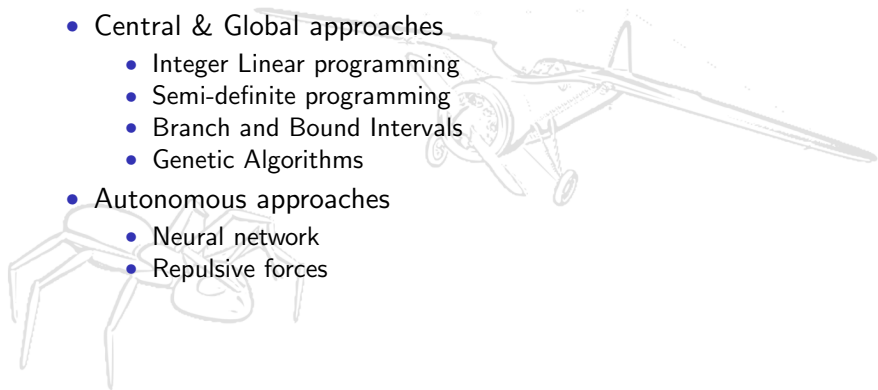 • Central & Global approaches
• Integer Linear programming
• Semi-definite programming
• Branch and Bound Intervals
• Genetic Algorithms
• Autonomous approaches
• Neural network
• Repulsive forces